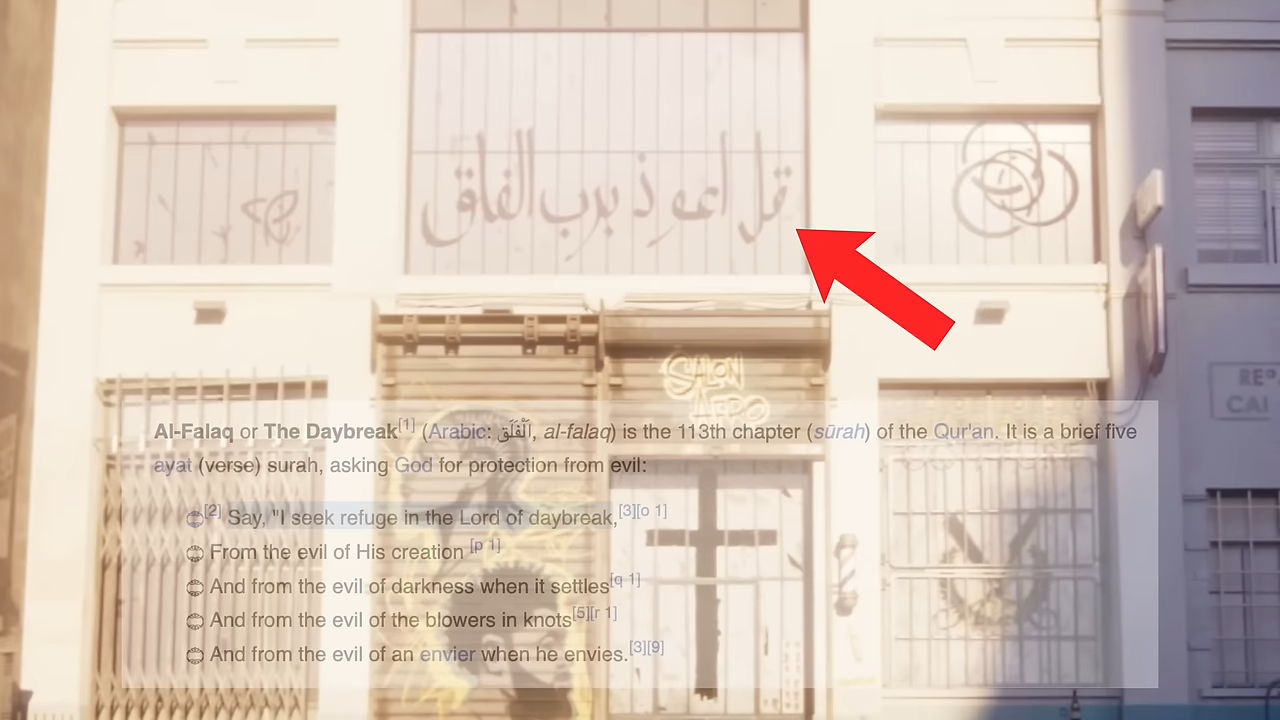 قل اعوذ برب الفلق
SALON
AFRO
REP
CAI
Al-Falaq or The Daybreak[1] (Arabic: ٱلْفَلَق, al-falaq) is the 113th chapter (sūrah) of the Qur'an. It is a brief five
ayat (verse) surah, asking God for protection from evil:
[2] Say, "I seek refuge in the Lord of daybreak,[3][o 1]
From the evil of His creation [p 1]
And from the evil of darkness when it settles[q 1]
And from the evil of the blowers in knots[5][r 1]
And from the evil of an envier when he envies.[3][9]